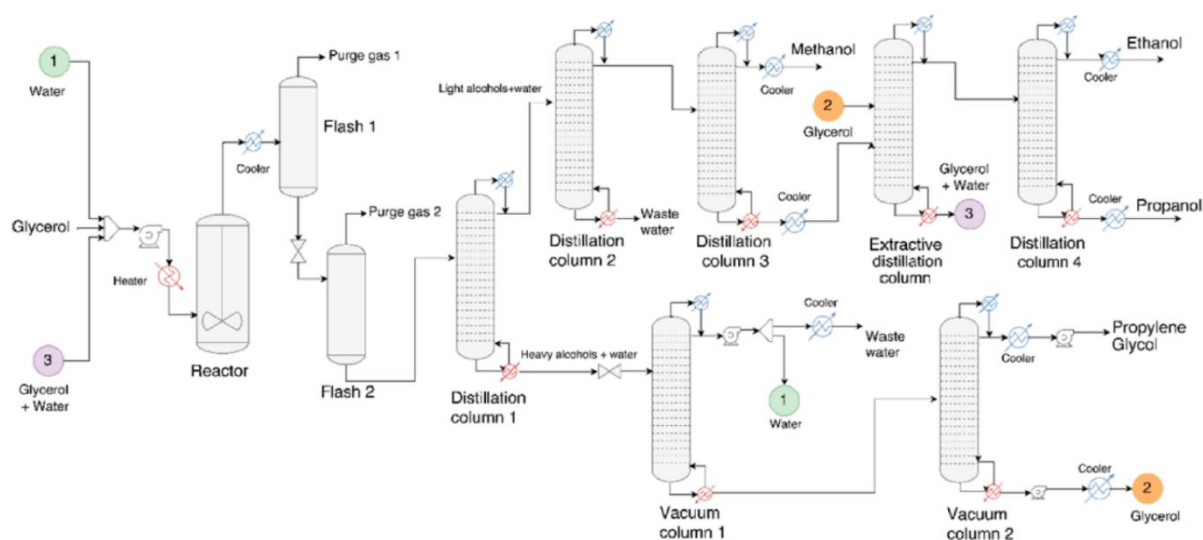 1
Water
Glycerol
3
Glycerol
+ Water
Heater
Reactor
Cooler
Purge gas 1
Flash 1
Purge gas 2
Flash 2
Light alcohols+water
Distillation
column 1
Heavy alcohols + water
Distillation
column 2
Waste
water
Methanol
Cooler
Distillation
column 3
Cooler
2
Glycerol
Extractive
distillation
column
Glycerol
+ Water
3
Ethanol
Cooler
Distillation
column 4
Cooler
Propanol
Vacuum
column 1
Cooler
Waste
water
1
Water
Vacuum
column 2
Cooler
Propylene
Glycol
Cooler
2
Glycerol